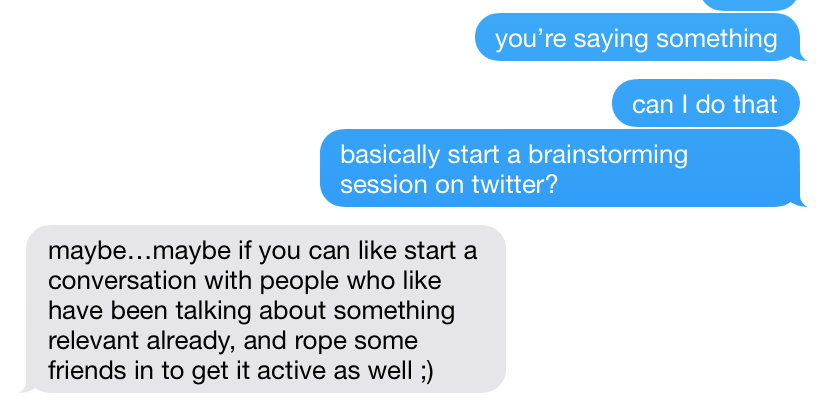 you’re saying something
can I do that
basically start a brainstorming
session on twitter?
maybe…maybe if you can like start a
conversation with people who like
have been talking about something
relevant already, and rope some
friends in to get it active as well ;)